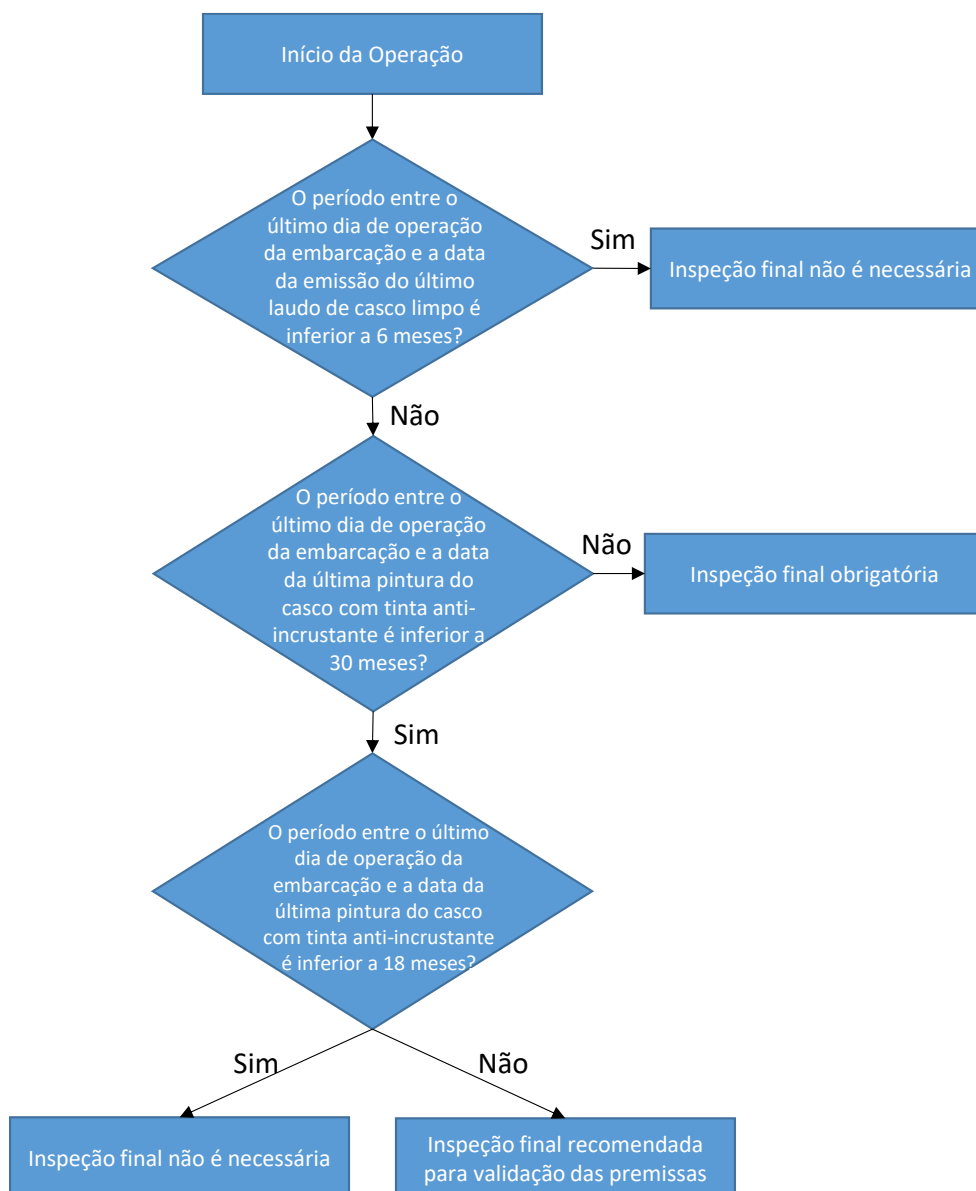 Início da Operação
O período entre o
último dia de operação
da embarcação e a data
da emissão do último
laudo de casco limpo é
inferior a 6 meses?
Sim
Inspeção final não é necessária
Não
O período entre o
último dia de operação
da embarcação e a data
da última pintura do
casco com tinta anti-
incrustante é inferior a
30 meses?
Não
Inspeção final obrigatória
Sim
O período entre o último
dia de operação da
embarcação e a data da
última pintura do casco
com tinta anti-incrustante
é inferior a 18 meses?
Sim
Não
Inspeção final não é necessária
Inspeção final recomendada
para validação das premissas